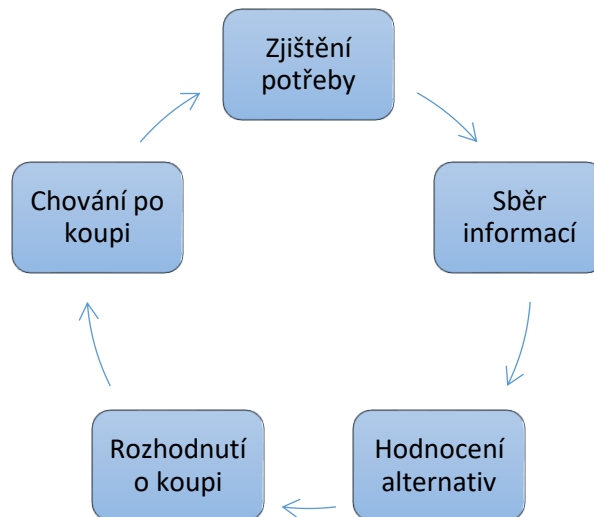 Zjištění
potřeby
Sběr
informací
Hodnocení
alternativ
Rozhodnutí
o koupi
Chování po
koupi